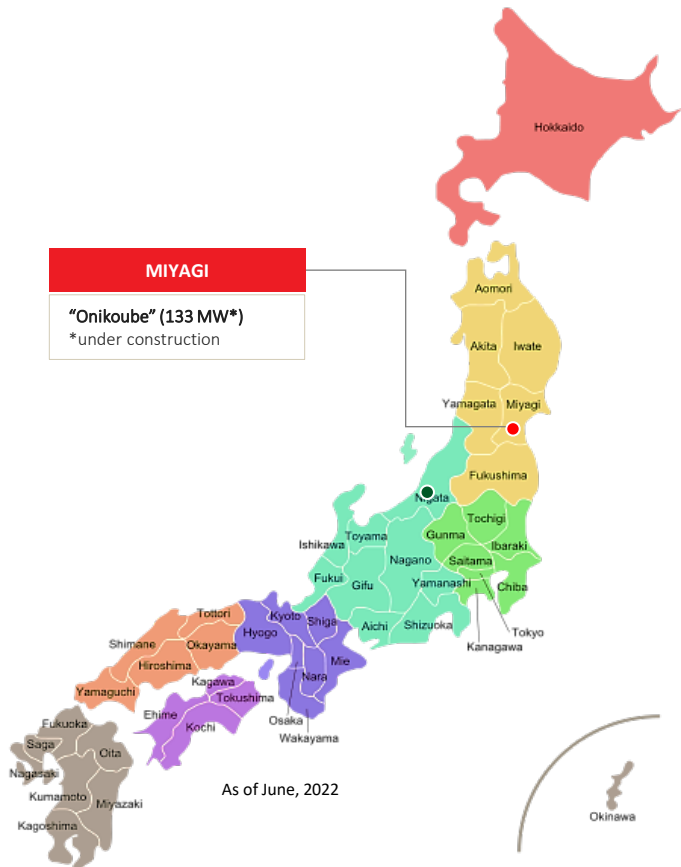 Hokkaido
MIYAGI
“Onikoube” (133 MW*)
*under construction
Aomori
Akita
Iwate
Yamagata
Miyagi
Fukushima
Nigata
Tochigi
Gunma
Ibaraki
Ishikawa
Toyama
Nagano
Saitama
Fukui
Gifu
Yamanashi
Chiba
Aichi
Shizuoka
Tokyo
Kanagawa
Tottori
Kyoto
Shiga
Hyogo
Shimane
Okayama
Hiroshima
Mie
Nara
Yamaguchi
Kagawa
Tokushima
Ehime
Kochi
Osaka
Wakayama
Fukuoka
Saga
Oita
Nagasaki
Kumamoto
Miyazaki
Kagoshima
As of June, 2022
Okinawa